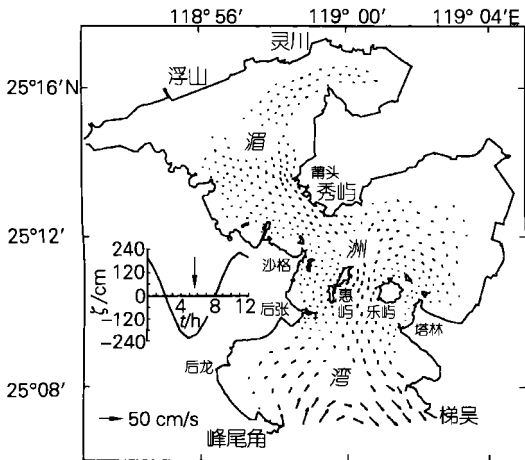 118°56′ 119°00′ 119°04′
灵川
浮山
25°16′N
湄
莆头
秀屿
25°12′
洲
240
120
0
-120
-240
ζ/cm
4 8 12
t/h
沙格
惠屿
乐屿
后张
塔林
后龙
25°08′
湾
50 cm/s
峰尾角
梯吴